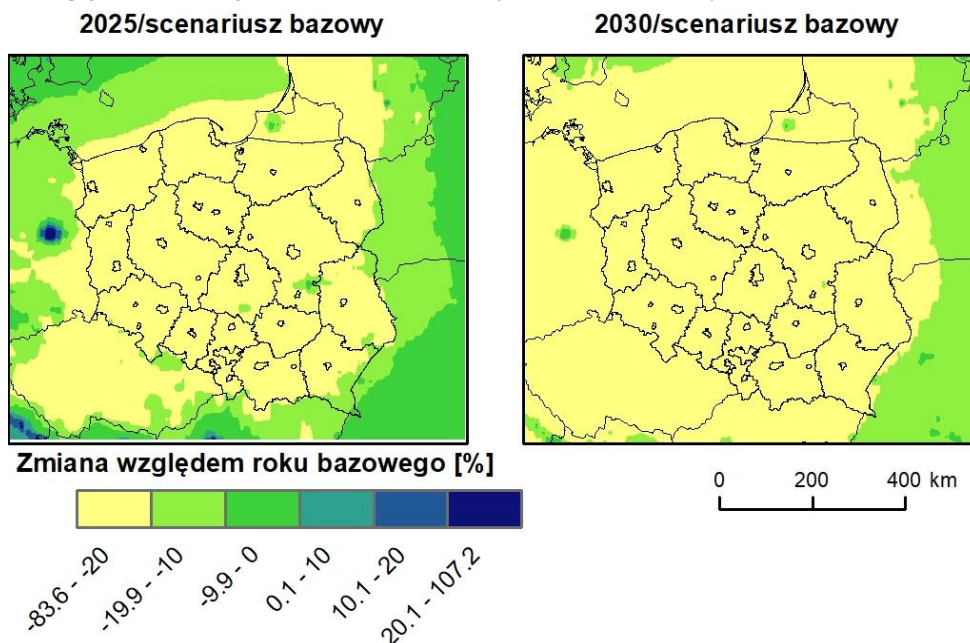 2025/scenariusz bazowy
2030/scenariusz bazowy
Zmiana względem roku bazowego [%]
0 200 400 km
-83.6 - -20
-19.9 - -10
-9.9 - 0
0.1 - 10
10.1 - 20
20.1 - 107.2